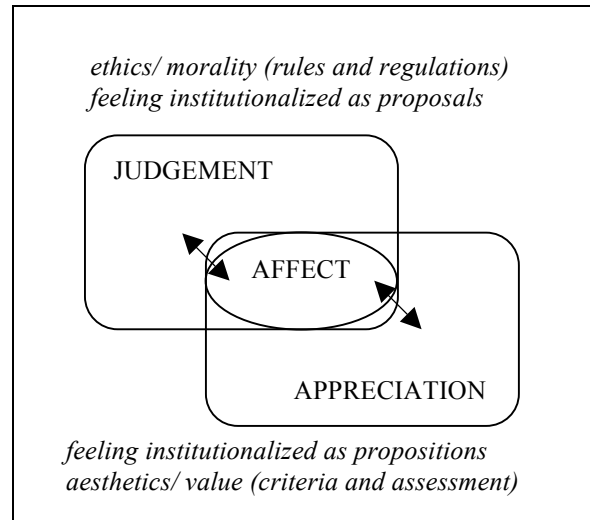 ethics/ morality (rules and regulations)
feeling institutionalized as proposals
JUDGEMENT
AFFECT
APPRECIATION
feeling institutionalized as propositions
aesthetics/ value (criteria and assessment)